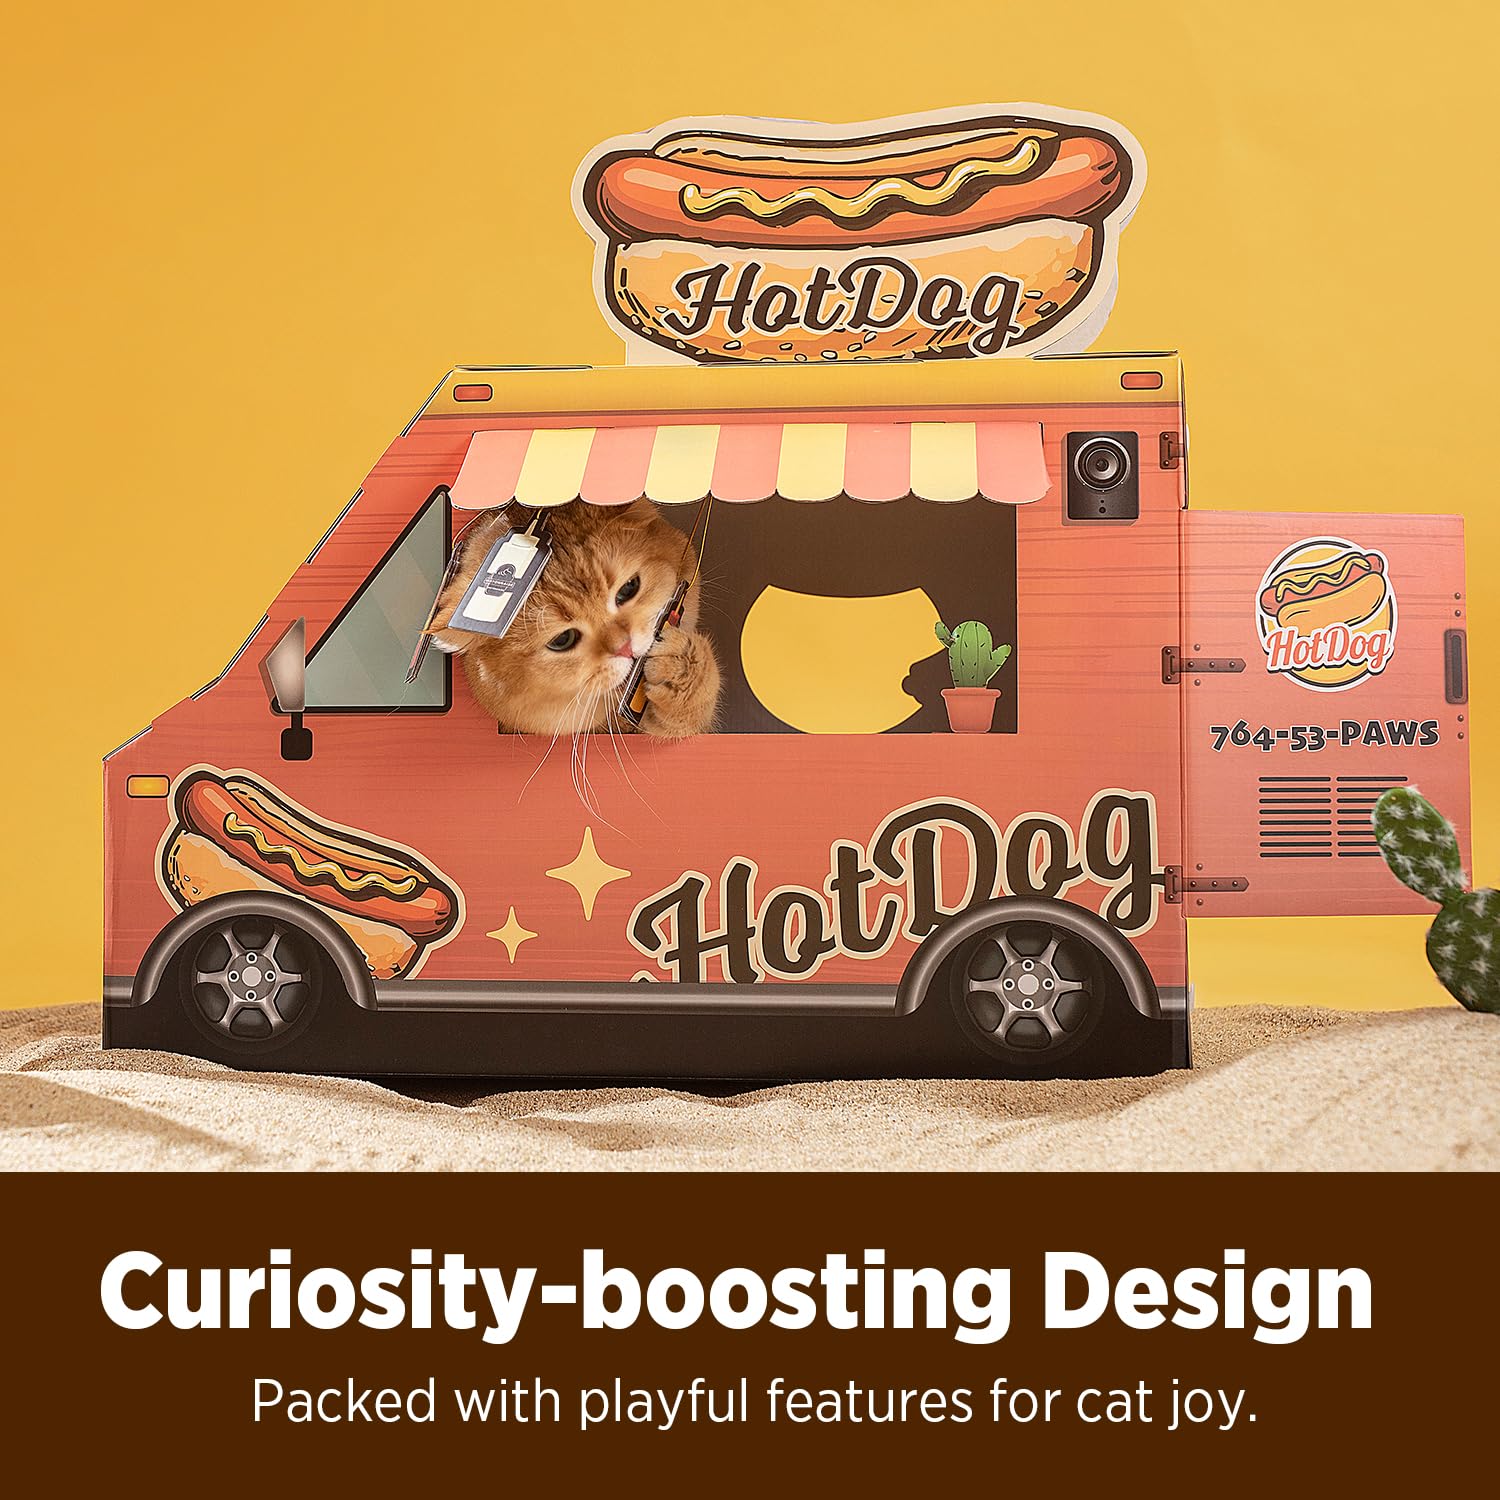 HotDog
HotDog
764-53-PAWS
HotDog
Curiosity-boosting Design
Packed with playful features for cat joy.